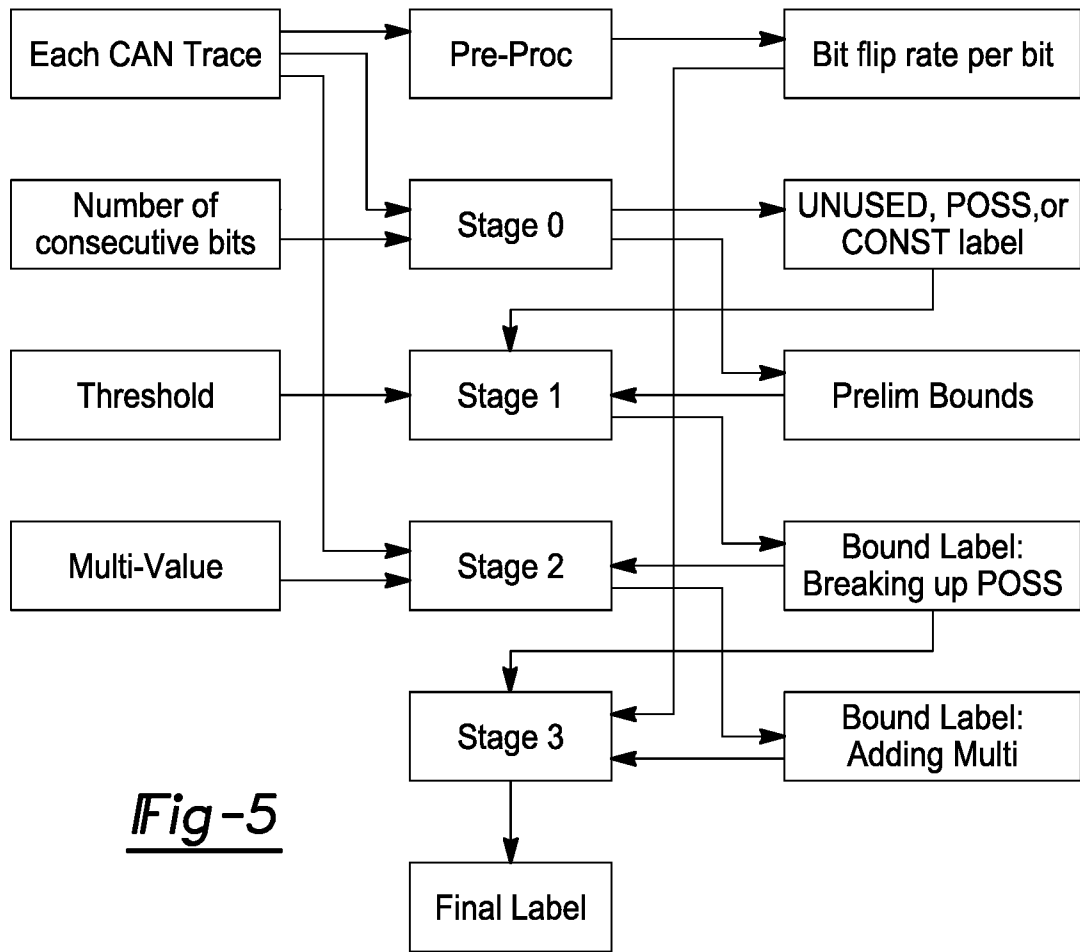 Each CAN Trace
Pre-Proc
Bit flip rate per bit
Number of
consecutive bits
Stage 0
UNUSED, POSS,or
CONST label
Threshold
Stage 1
Prelim Bounds
Multi-Value
Stage 2
Bound Label:
Breaking up POSS
Stage 3
Bound Label:
Adding Multi
Fig-5
Final Label